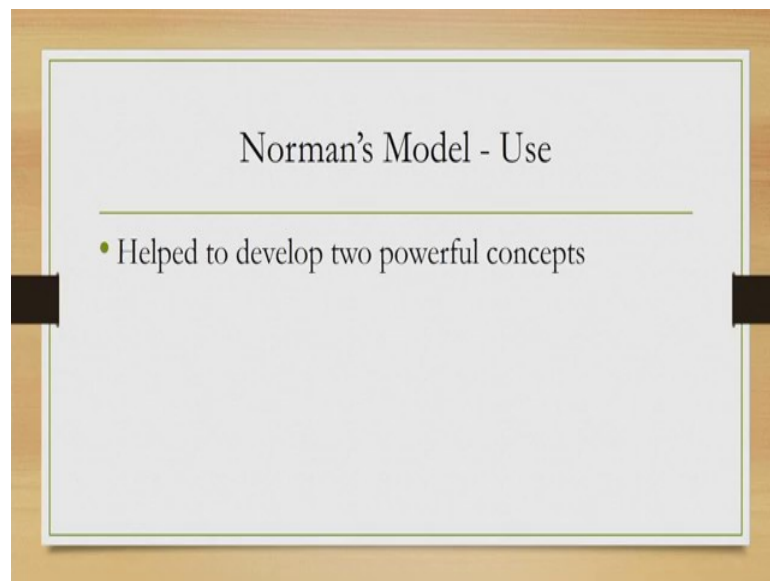 Norman’s Model - Use
• Helped to develop two powerful concepts